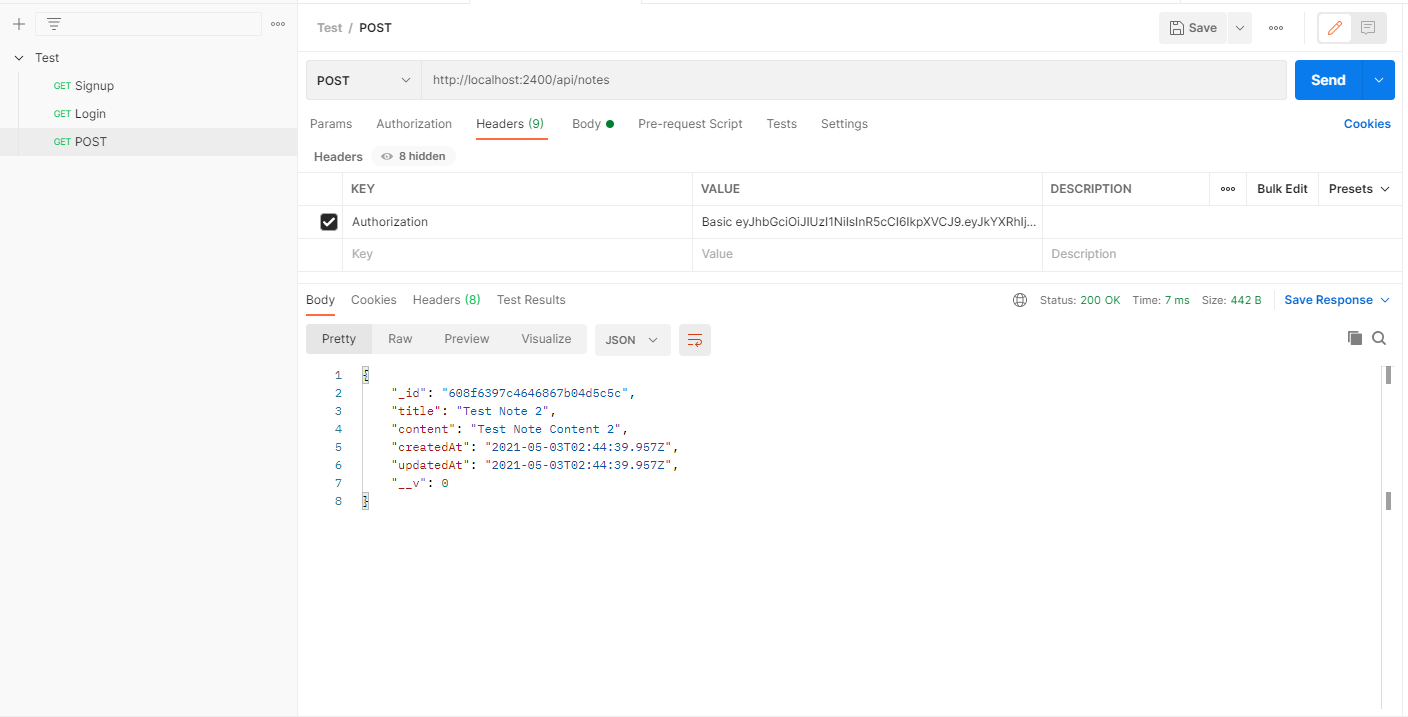 Test / POST
Save
Test
GET Signup
GET Login
GET POST
POST
http://localhost:2400/api/notes
Send
Params Authorization Headers (9) Body Pre-request Script Tests Settings Cookies
Headers 8 hidden
KEY VALUE DESCRIPTION Bulk Edit Presets
Authorization Basic eyJhbGciOiJIUzI1NiIsInR5cCI6IkpXVCJ9.eyJkYXRhIj...
Key Value Description
Body Cookies Headers (8) Test Results Status: 200 OK Time: 7 ms Size: 442 B Save Response
Pretty Raw Preview Visualize JSON
1 {
2 "_id": "608f6397c4646867b04d5c5c",
3 "title": "Test Note 2",
4 "content": "Test Note Content 2",
5 "createdAt": "2021-05-03T02:44:39.957Z",
6 "updatedAt": "2021-05-03T02:44:39.957Z",
7 "__v": 0
8 }